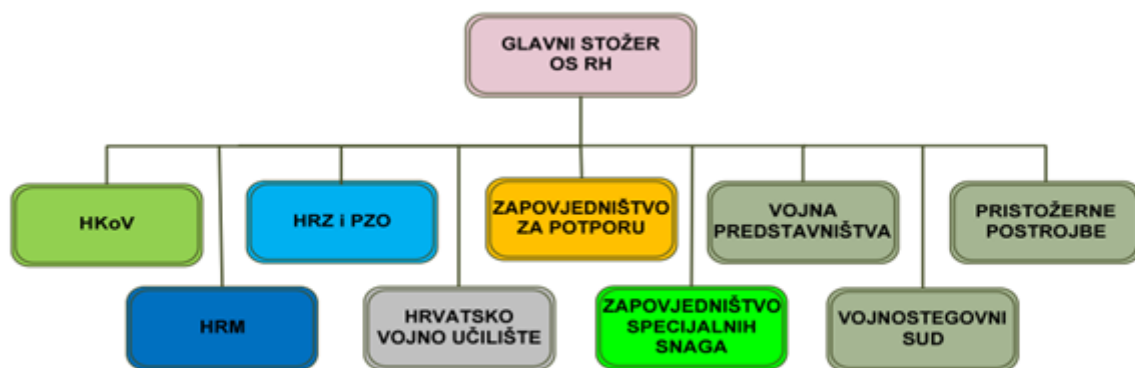 GLAVNI STOŽER
OS RH
HKoV
HRZ i PZO
ZAPOVJEDNIŠTVO
ZA POTPORU
VOJNA
PREDSTAVNIŠTVA
PRISTOŽERNE
POSTROJBE
HRM
HRVATSKO
VOJNO UČILIŠTE
ZAPOVJEDNIŠTVO
SPECIJALNIH
SNAGA
VOJNOSTEGOVNI
SUD